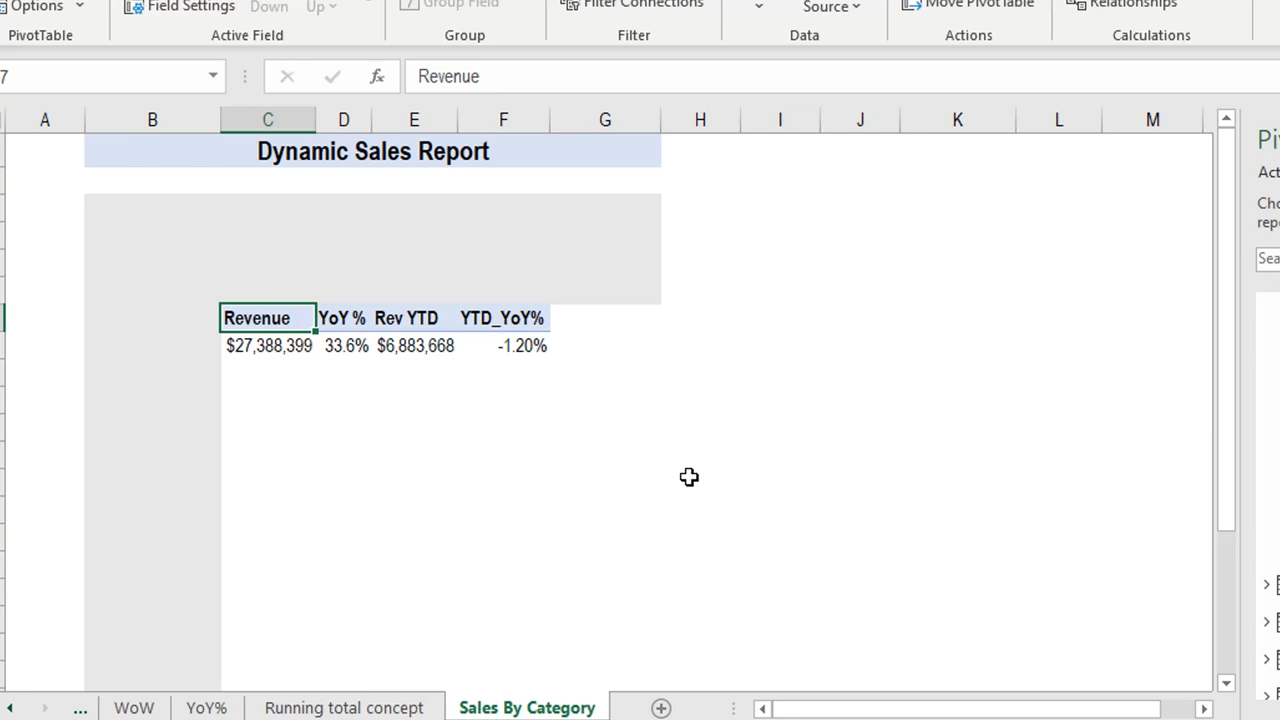 Options
Field Settings
Down
Up
Group Field
Filter Connections
Source
Move PivotTable
Relationships
PivotTable
Active Field
Group
Filter
Data
Actions
Calculations
7
fx
Revenue
A B C D E F G H I J K L M
Dynamic Sales Report
Revenue YoY % Rev YTD YTD_YoY%
$27,388,399 33.6% $6,883,668 -1.20%
... WoW YoY% Running total concept Sales By Category